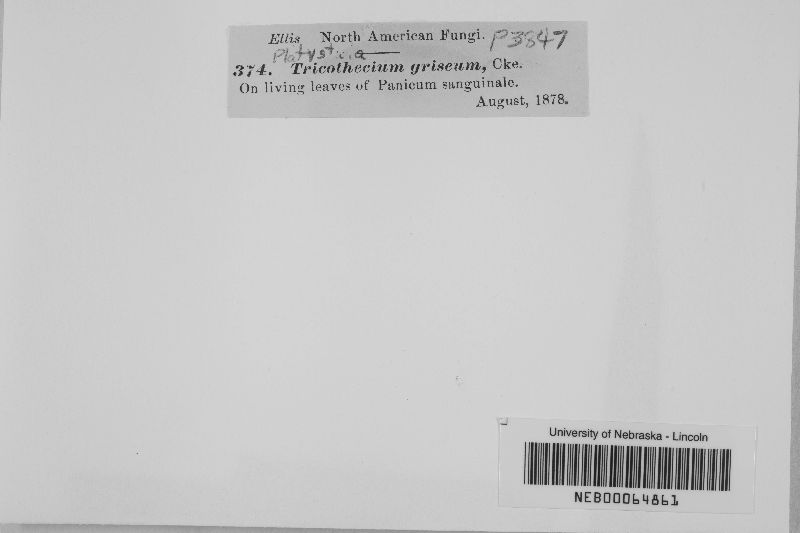 Ellis North American Fungi. P3847
Platystica
374. Tricothecium griseum, Cke.
On living leaves of Panicum sanguinale.
August, 1878.
University of Nebraska - Lincoln
NEB00064861